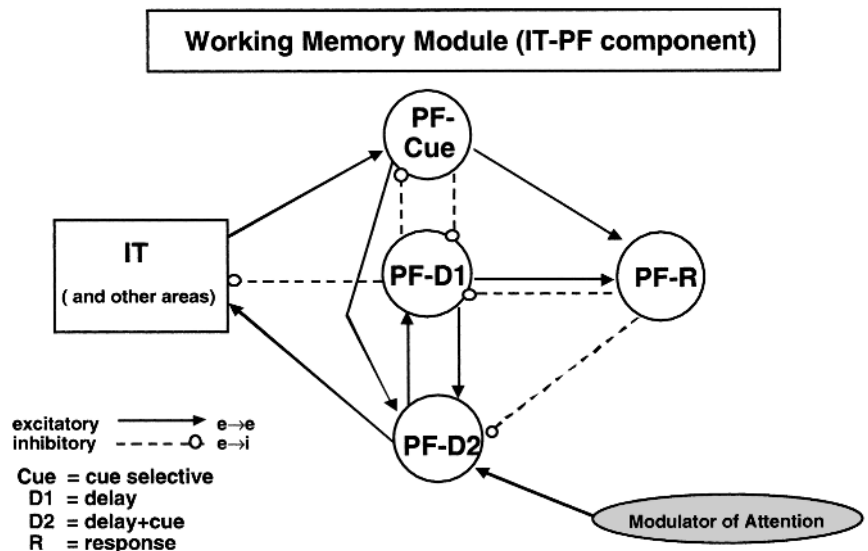 Working Memory Module (IT-PF component)
PF-
Cue
IT
( and other areas)
PF-D1
PF-R
PF-D2
excitatory e→e
inhibitory e→i
Cue = cue selective
D1 = delay
D2 = delay+cue
R = response
Modulator of Attention